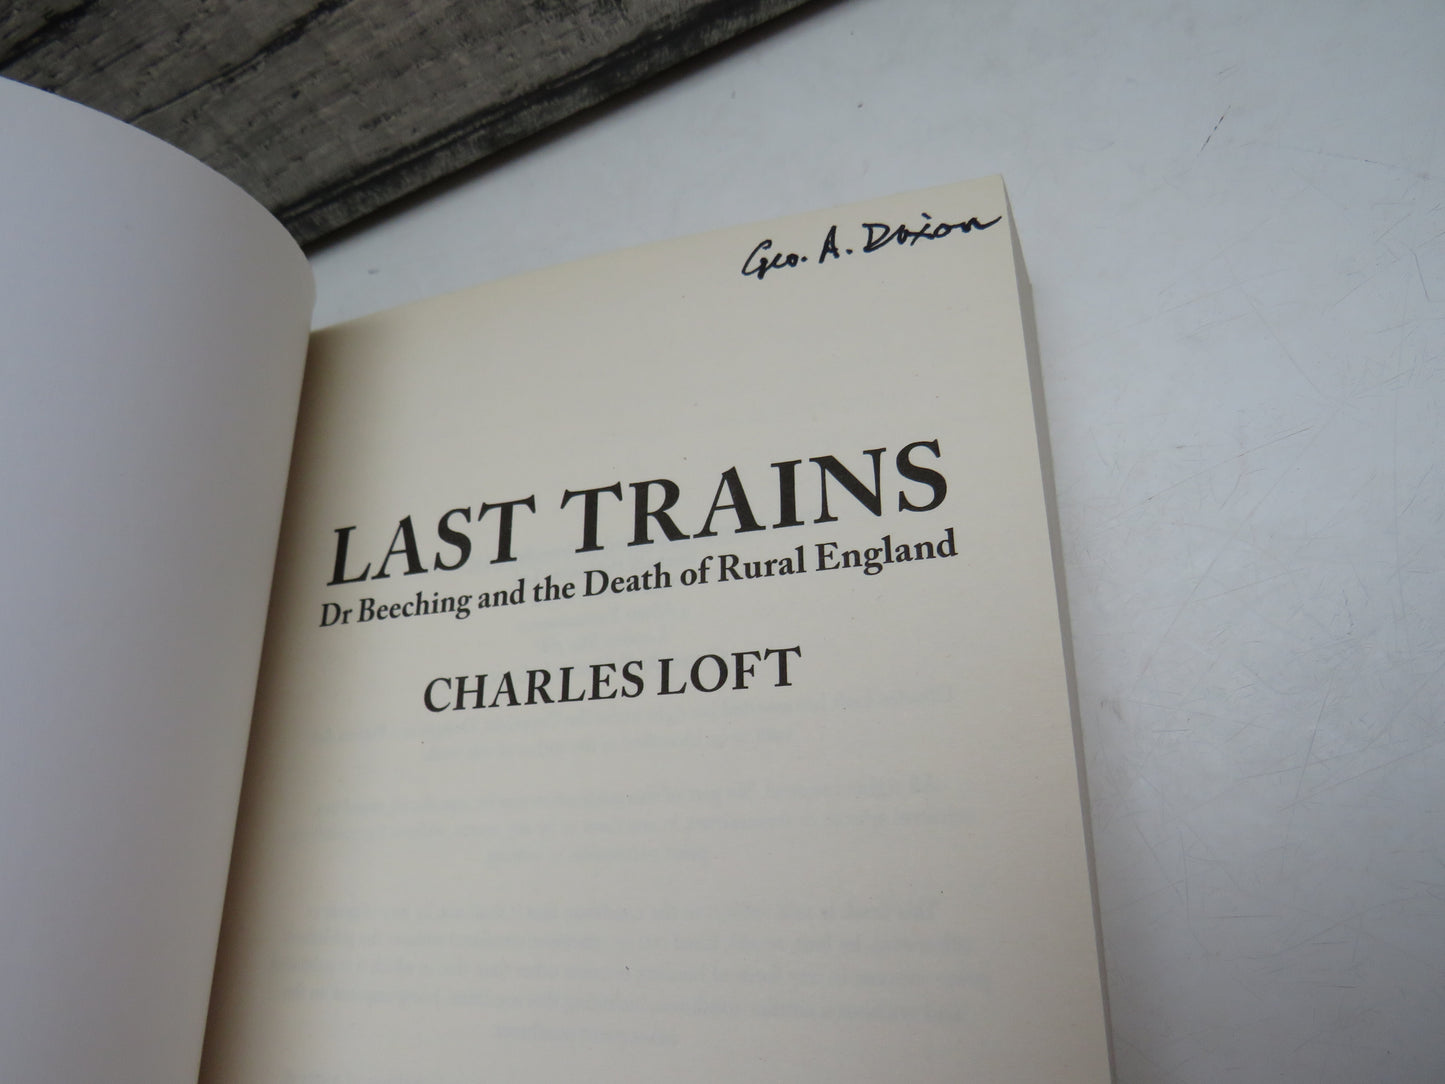 Geo. A. Dixon
LAST TRAINS
Dr Beeching and the Death of Rural England
CHARLES LOFT